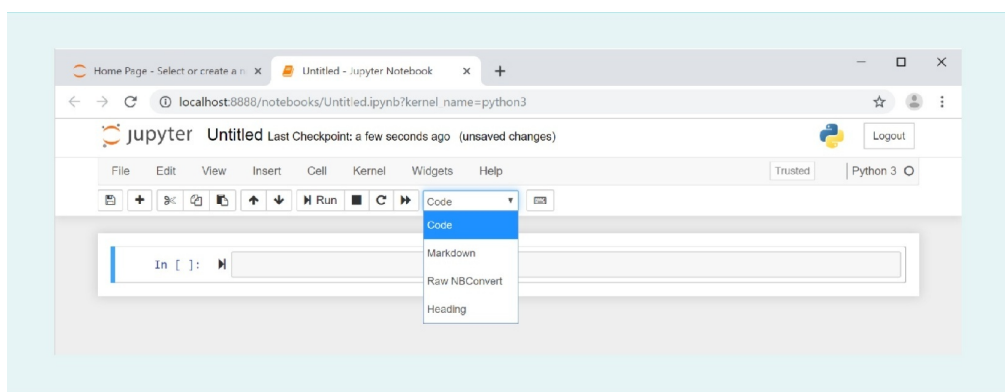 Home Page - Select or create a n
Untitled - Jupyter Notebook
localhost:8888/notebooks/Untitled.ipynb?kernel_name=python3
jupyter Untitled Last Checkpoint: a few seconds ago (unsaved changes)
Logout
File Edit View Insert Cell Kernel Widgets Help
Trusted Python 3
Run Code
Code
Markdown
Raw NBConvert
Heading
In [ ]: